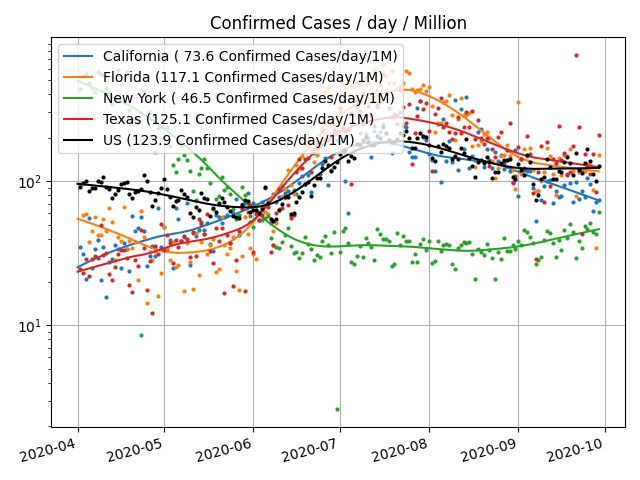 Confirmed Cases / day / Million
California ( 73.6 Confirmed Cases/day/1M)
Florida (117.1 Confirmed Cases/day/1M)
New York ( 46.5 Confirmed Cases/day/1M)
Texas (125.1 Confirmed Cases/day/1M)
US (123.9 Confirmed Cases/day/1M)
10²
10¹
2020-04 2020-05 2020-06 2020-07 2020-08 2020-09 2020-10